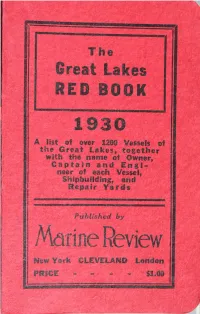 The
Great Lakes
RED BOOK
1930
A list of over 1200 Vessels of
the Great Lakes, together
with the name of Owner,
Captain and Engi-
neer of each Vessel.
Shipbuilding, and
Repair Yards
Published by
Marine Review
New York CLEVELAND London
PRICE - - - - $1.00